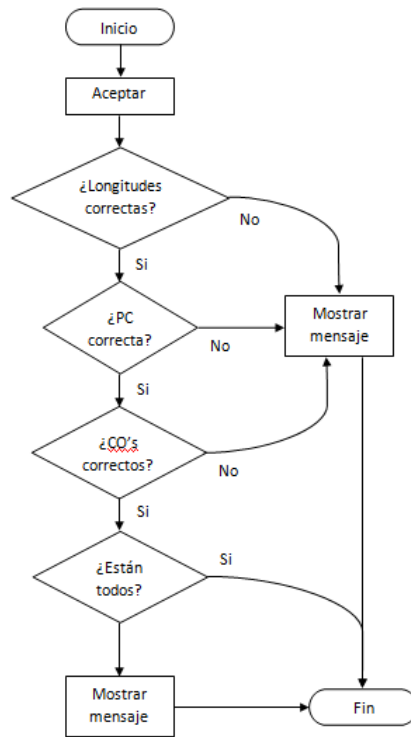 Inicio
Aceptar
¿Longitudes
correctas?
No
Si
¿PC
correcta?
No
Mostrar
mensaje
Si
¿CO's
correctos?
No
Si
¿Están
todos?
Si
Mostrar
mensaje
Fin